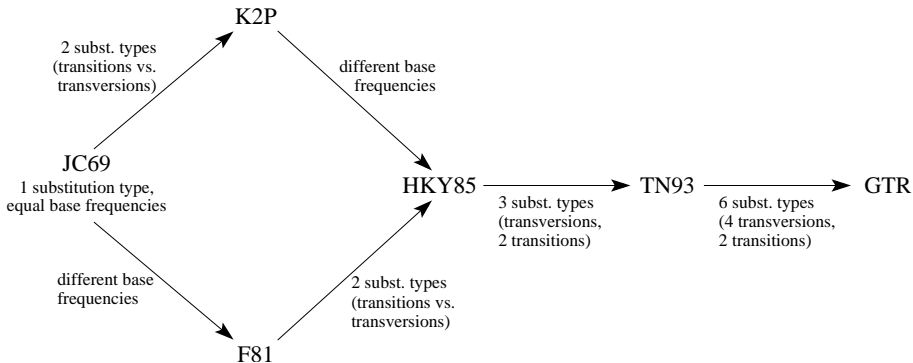 K2P
2 subst. types
(transitions vs.
transversions)
different base
frequencies
JC69
1 substitution type,
equal base frequencies
HKY85
3 subst. types
(transversions,
2 transitions)
TN93
6 subst. types
(4 transversions,
2 transitions)
GTR
different base
frequencies
2 subst. types
(transitions vs.
transversions)
F81